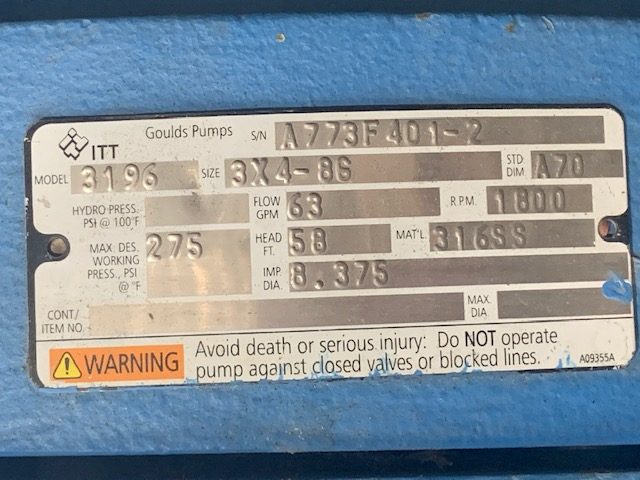 ITT Goulds Pumps S/N A773F401-2
MODEL 3196 SIZE 3X4-8G STD DIM A70
HYDRO PRESS. PSI @ 100°F FLOW GPM 63 R.P.M. 1800
MAX. DES. WORKING PRESS., PSI @ °F 275 HEAD FT. 58 MAT'L. 316SS
IMP. DIA. 8.375
CONT/ ITEM NO. MAX. DIA.
WARNING Avoid death or serious injury: Do NOT operate
pump against closed valves or blocked lines. A09355A